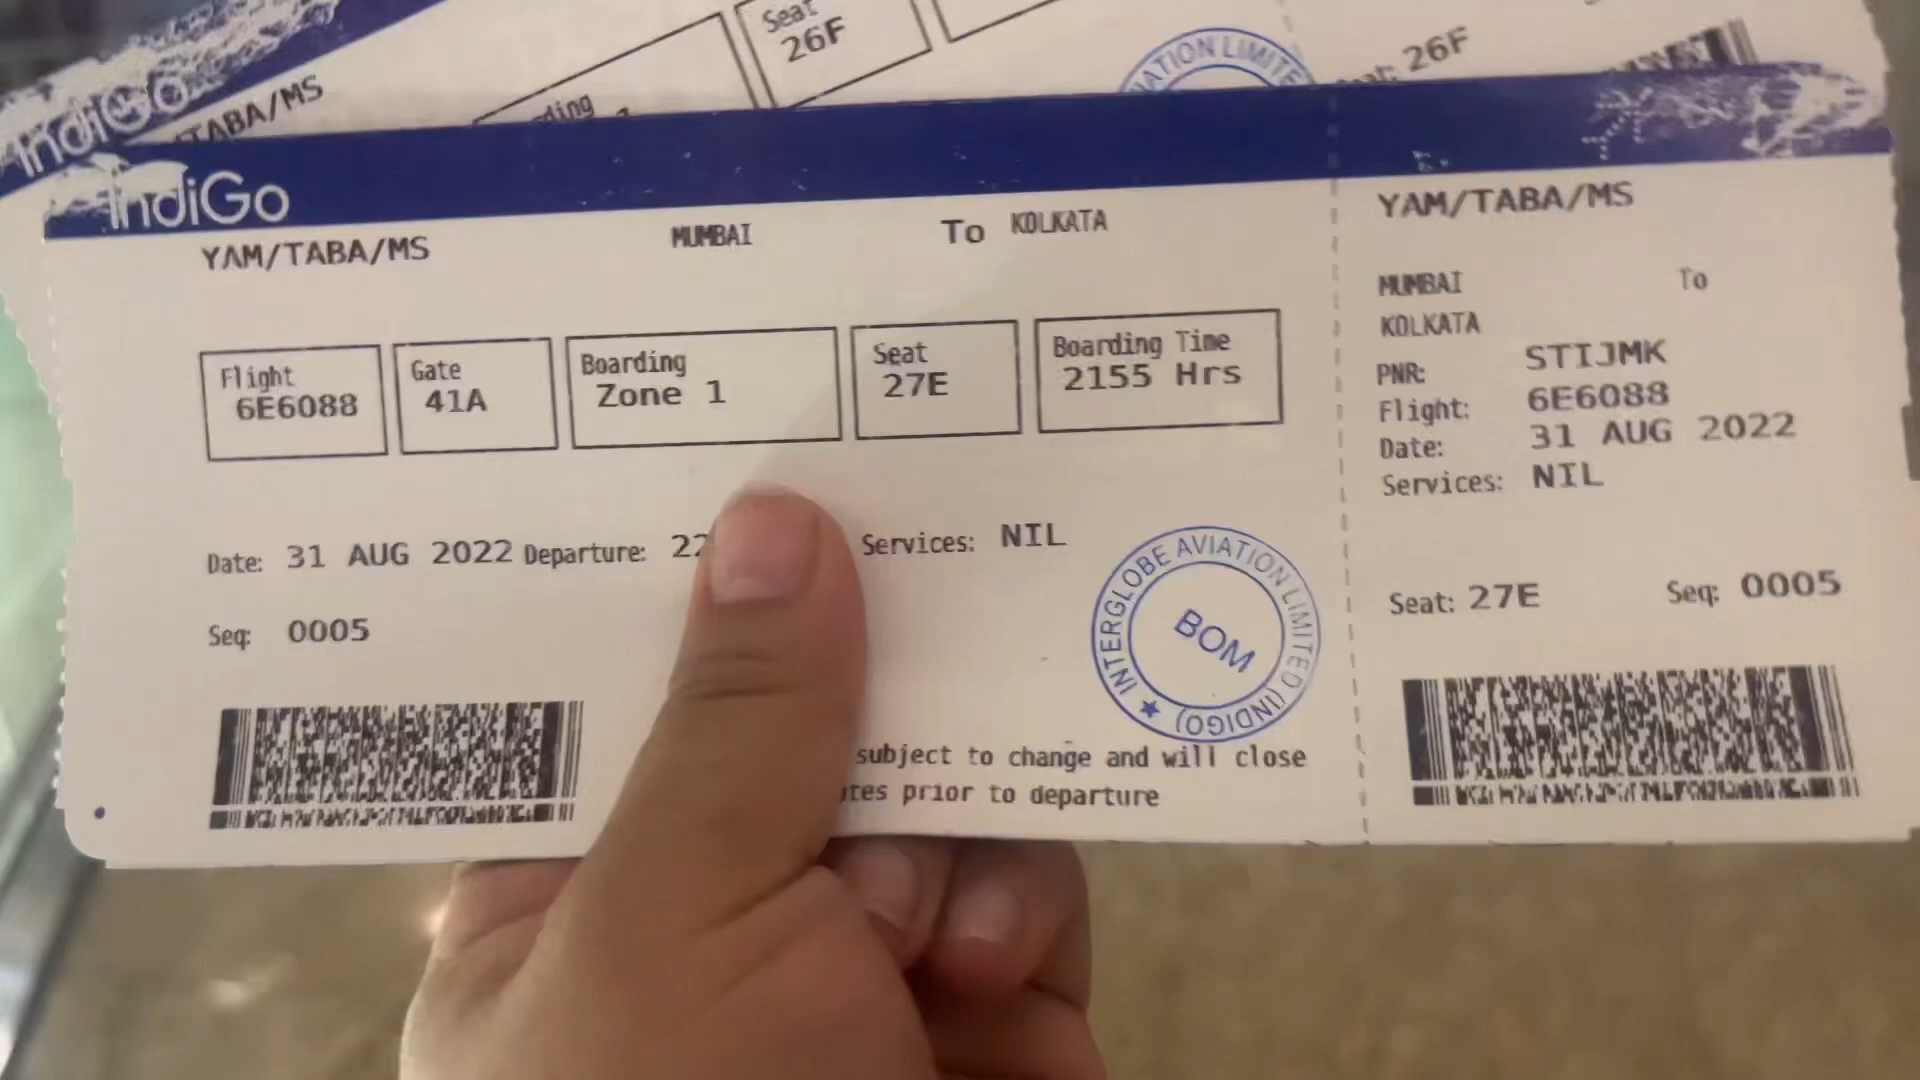 IndiGo
TABA/MS
Seat
26F
26F
IndiGo
YAM/TABA/MS MUMBAI To KOLKATA
Flight
6E6088
Gate
41A
Boarding
Zone 1
Seat
27E
Boarding Time
2155 Hrs
Date: 31 AUG 2022 Departure: 22 Services: NIL
Seq: 0005
INTERGLOBE AVIATION LIMITED (INDIGO)
BOM
subject to change and will close
prior to departure
YAM/TABA/MS
MUMBAI To
KOLKATA
PNR: STIJMK
Flight: 6E6088
Date: 31 AUG 2022
Services: NIL
Seat: 27E Seq: 0005